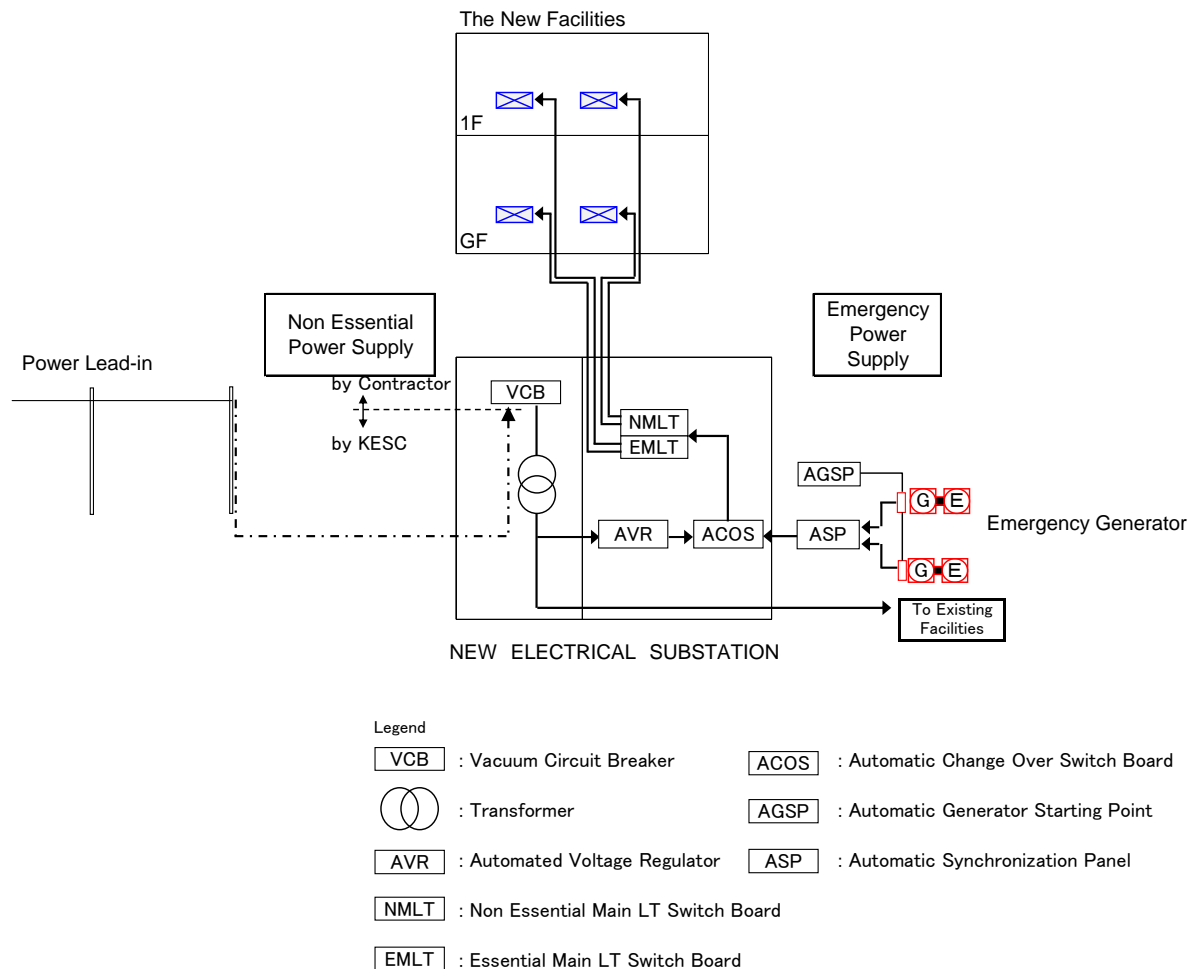 The New Facilities
1F
GF
Non Essential
Power Supply
Emergency
Power
Supply
Power Lead-in
by Contractor
by KESC
VCB
NMLT
EMLT
AGSP
G E
AVR
ACOS
ASP
Emergency Generator
G E
To Existing
Facilities
NEW ELECTRICAL SUBSTATION
Legend
VCB : Vacuum Circuit Breaker
ACOS : Automatic Change Over Switch Board
: Transformer
AGSP : Automatic Generator Starting Point
AVR : Automated Voltage Regulator
ASP : Automatic Synchronization Panel
NMLT : Non Essential Main LT Switch Board
EMLT : Essential Main LT Switch Board